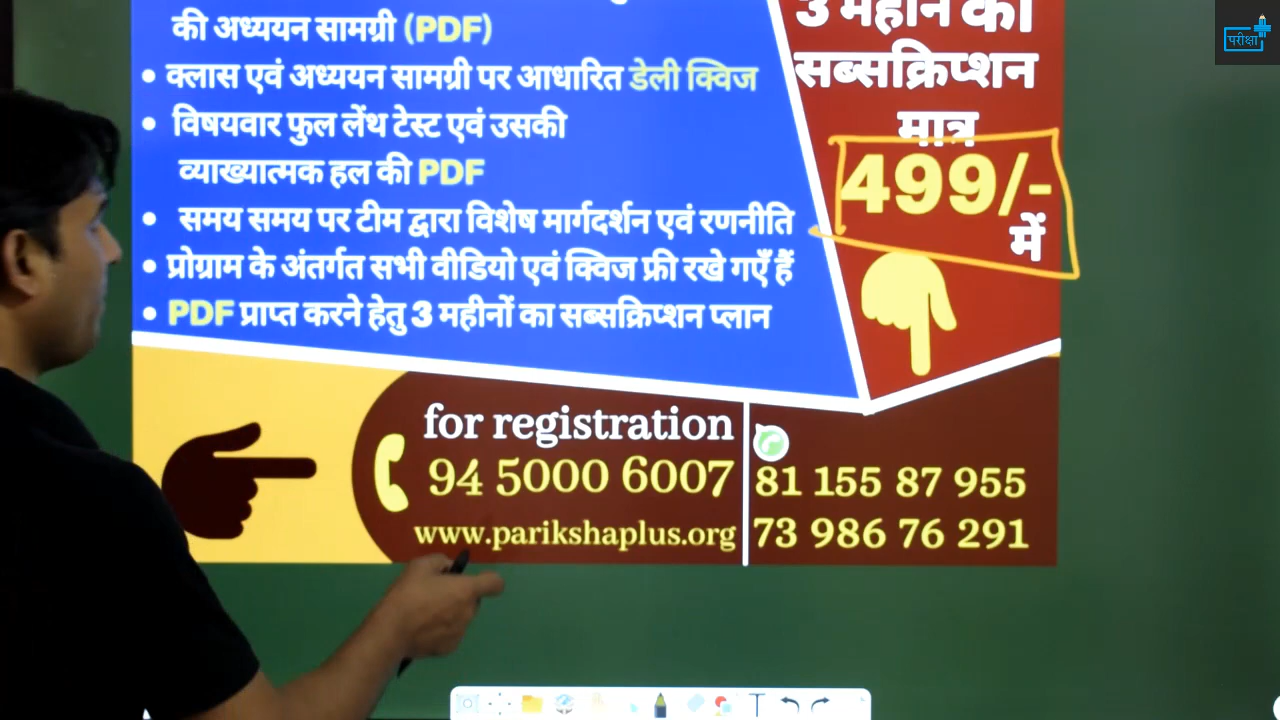 की अध्ययन सामग्री (PDF)
• क्लास एवं अध्ययन सामग्री पर आधारित डेली क्विज
• विषयवार फुल लेंथ टेस्ट एवं उसकी
व्याख्यात्मक हल की PDF
• समय समय पर टीम द्वारा विशेष मार्गदर्शन एवं रणनीति
• प्रोग्राम के अंतर्गत सभी वीडियो एवं क्विज फ्री रखे गएँ हैं
• PDF प्राप्त करने हेतु 3 महीनों का सब्सक्रिप्शन प्लान
3 महीने का
सब्सक्रिप्शन
मात्र
499/-
में
for registration
94 5000 6007
www.parikshaplus.org
81 155 87 955
73 986 76 291
परीक्षा